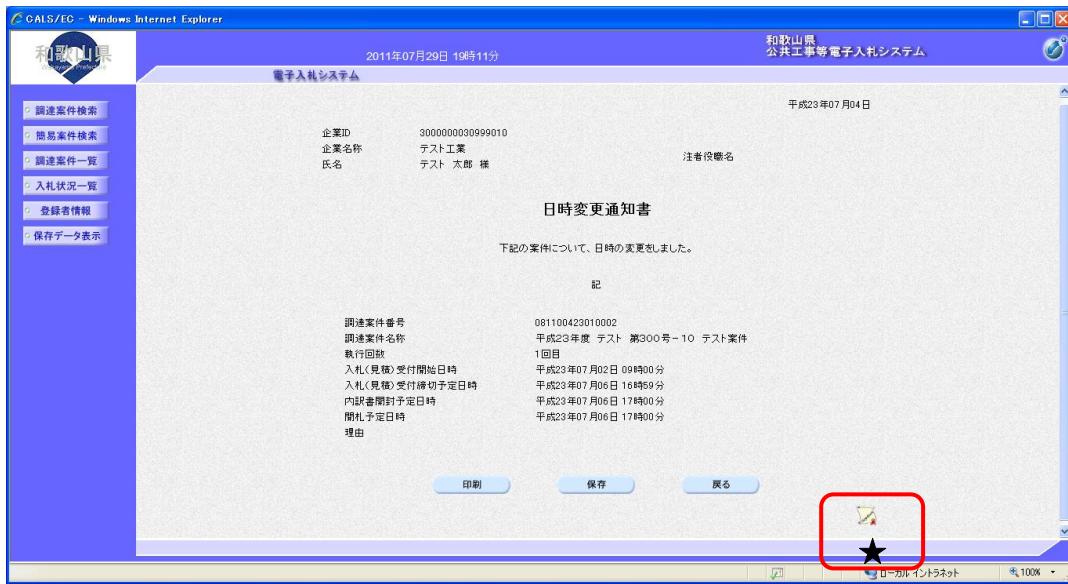 CALS/EC - Windows Internet Explorer
和歌山県
Wakayama Prefecture
2011年07月29日 19時11分
和歌山県
公共工事等電子入札システム
電子入札システム
調達案件検索
簡易案件検索
調達案件一覧
入札状況一覧
登録者情報
保存データ表示
平成23年07月04日
企業ID 3000000030999010
企業名称 テスト工業
氏名 テスト 太郎 様
注者役職名
日時変更通知書
下記の案件について、日時の変更をしました。
記
調達案件番号 081100423010002
調達案件名称 平成23年度 テスト 第300号-10 テスト案件
執行回数 1回目
入札(見積)受付開始日時 平成23年07月02日 09時00分
入札(見積)受付締切予定日時 平成23年07月06日 16時59分
内訳書開封予定日時 平成23年07月06日 17時00分
開札予定日時 平成23年07月06日 17時00分
理由
印刷 保存 戻る
★
ローカル イントラネット 100%